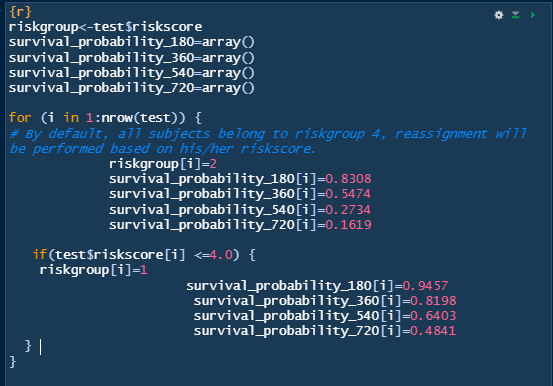 {r}
riskgroup<-test$riskscore
survival_probability_180=array()
survival_probability_360=array()
survival_probability_540=array()
survival_probability_720=array()
for (i in 1:nrow(test)) {
# By default, all subjects belong to riskgroup 4, reassignment will
be performed based on his/her riskscore.
riskgroup[i]=2
survival_probability_180[i]=0.8308
survival_probability_360[i]=0.5474
survival_probability_540[i]=0.2734
survival_probability_720[i]=0.1619
if(test$riskscore[i] <=4.0) {
riskgroup[i]=1
survival_probability_180[i]=0.9457
survival_probability_360[i]=0.8198
survival_probability_540[i]=0.6403
survival_probability_720[i]=0.4841
}
}